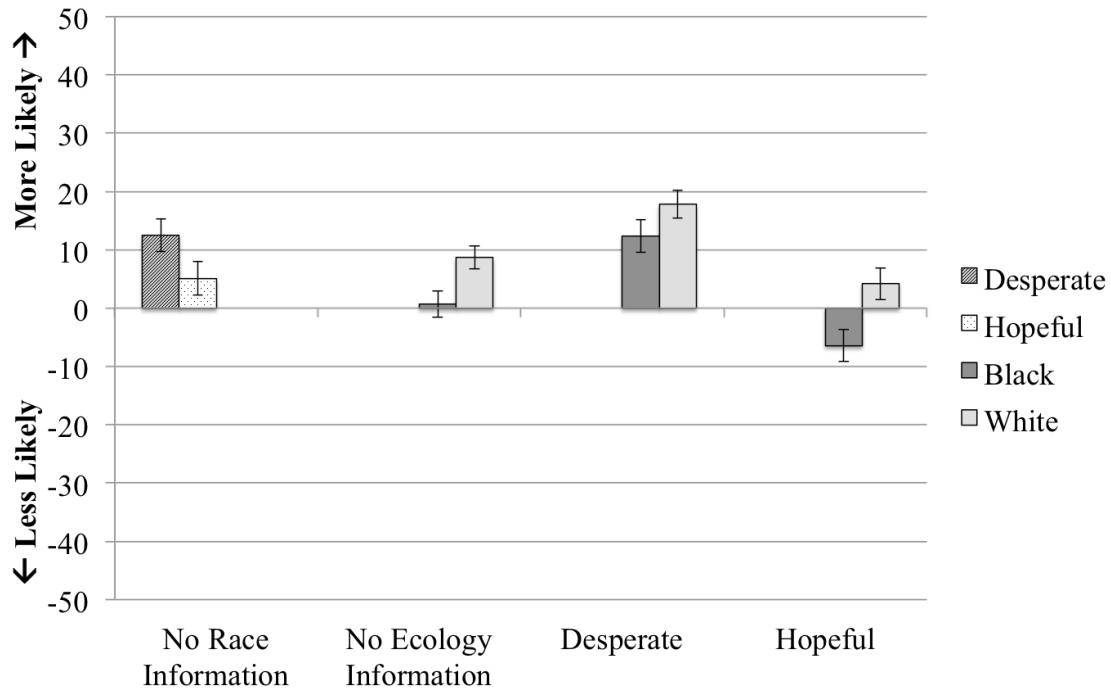 More Likely →
← Less Likely
50
40
30
20
10
0
-10
-20
-30
-40
-50
No Race
Information
No Ecology
Information
Desperate
Hopeful
Desperate
Hopeful
Black
White